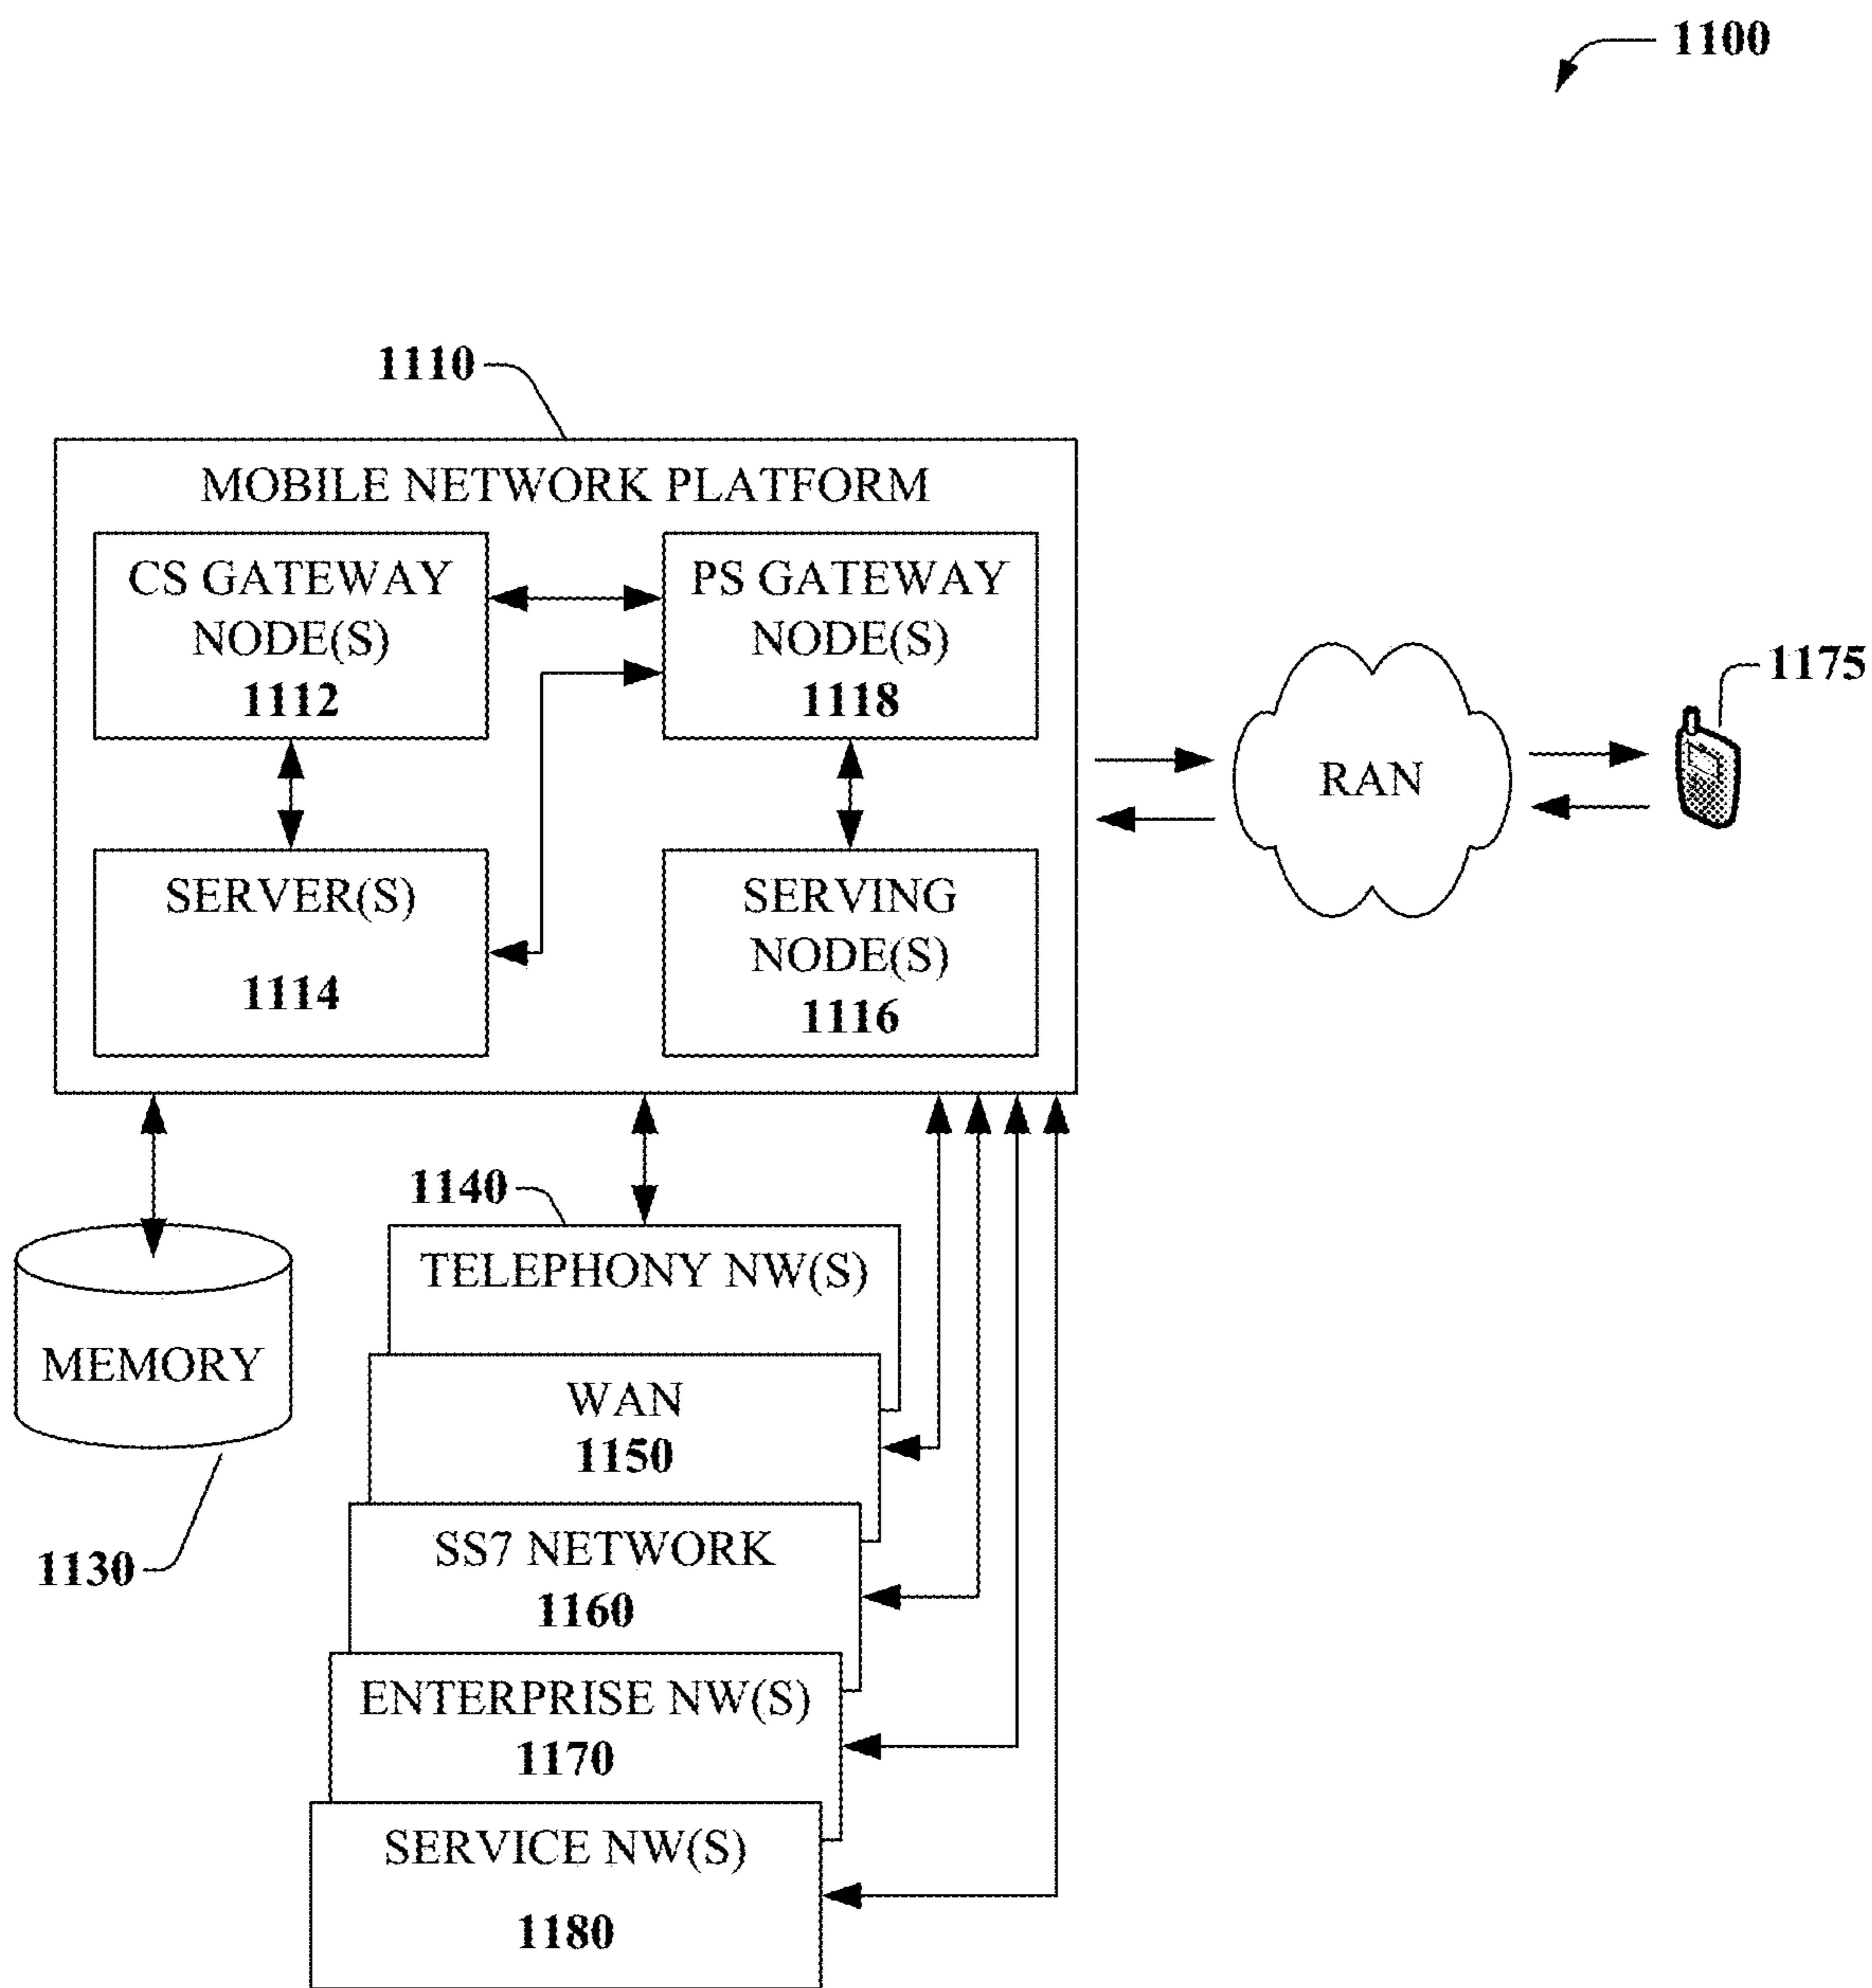 1100
1110
MOBILE NETWORK PLATFORM
CS GATEWAY
NODE(S)
1112
PS GATEWAY
NODE(S)
1118
SERVER(S)
1114
SERVING
NODE(S)
1116
RAN
1175
1140
TELEPHONY NW(S)
MEMORY
1130
WAN
1150
SS7 NETWORK
1160
ENTERPRISE NW(S)
1170
SERVICE NW(S)
1180